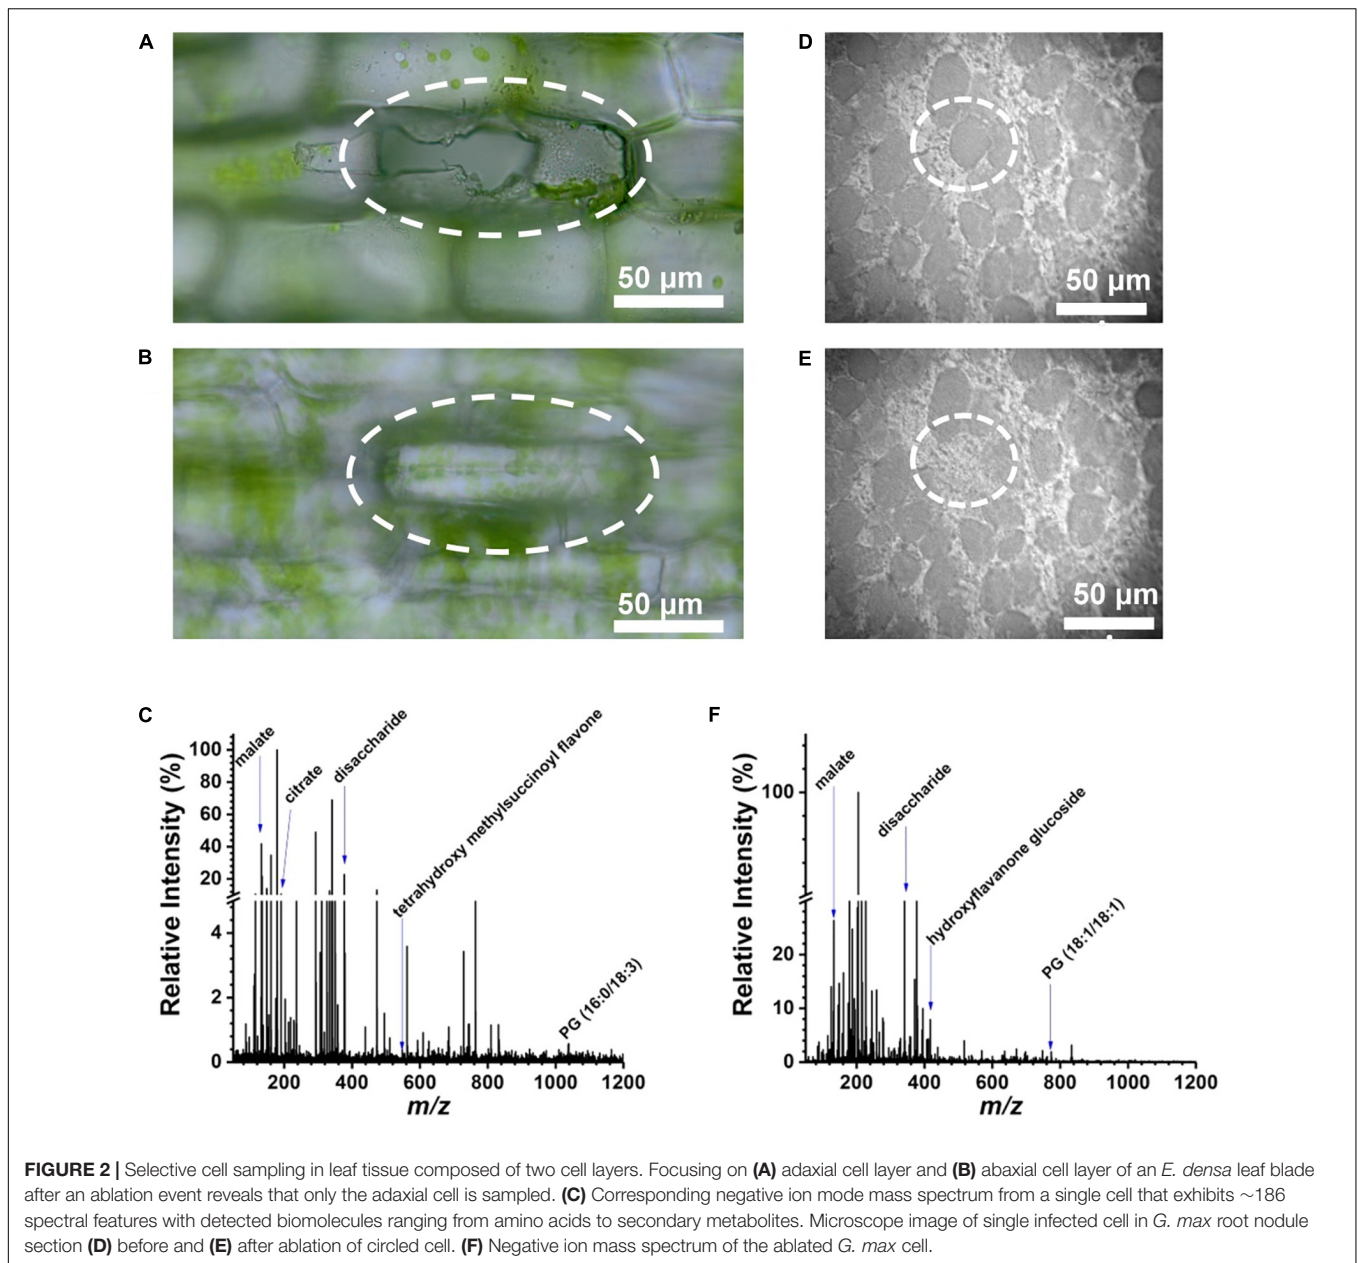 A
50 µm
D
50 µm
B
50 µm
E
50 µm
C
malate
citrate
disaccharide
tetrahydroxy methylsuccinoyl flavone
PG (16:0/18:3)
Relative Intensity (%)
100
80
60
40
20
4
2
0
200 400 600 800 1000 1200
m/z
F
malate
disaccharide
hydroxyflavanone glucoside
PG (18:1/18:1)
Relative Intensity (%)
100
20
10
0
200 400 600 800 1000 1200
m/z
FIGURE 2 | Selective cell sampling in leaf tissue composed of two cell layers. Focusing on (A) adaxial cell layer and (B) abaxial cell layer of an E. densa leaf blade
after an ablation event reveals that only the adaxial cell is sampled. (C) Corresponding negative ion mode mass spectrum from a single cell that exhibits ∼186
spectral features with detected biomolecules ranging from amino acids to secondary metabolites. Microscope image of single infected cell in G. max root nodule
section (D) before and (E) after ablation of circled cell. (F) Negative ion mass spectrum of the ablated G. max cell.